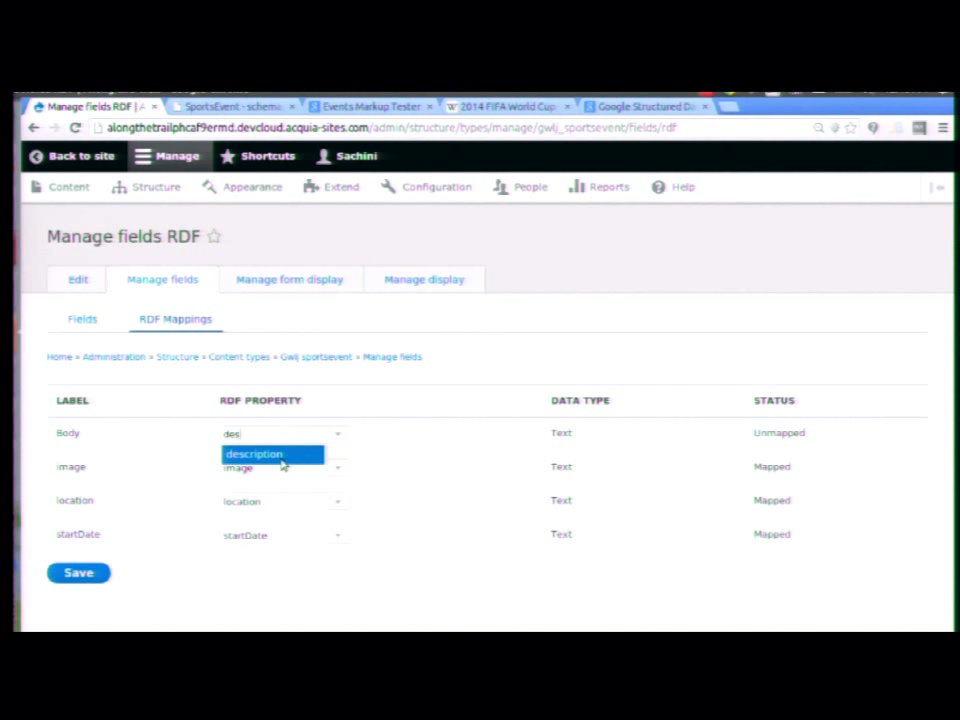 Manage fields RDF | A
SportsEvent - schema
Events Markup Tester
2014 FIFA World Cup
Google Structured Da
alongthetrailphcaf9ermd.devcloud.acquia-sites.com/admin/structure/types/manage/gwlj_sportsevent/fields/rdf
Back to site Manage Shortcuts Sachini
Content Structure Appearance Extend Configuration People Reports Help
Manage fields RDF
Edit Manage fields Manage form display Manage display
Fields RDF Mappings
Home » Administration » Structure » Content types » Gwlj sportsevent » Manage fields
LABEL RDF PROPERTY DATA TYPE STATUS
Body des Text Unmapped
description
image image Text Mapped
location location Text Mapped
startDate startDate Text Mapped
Save